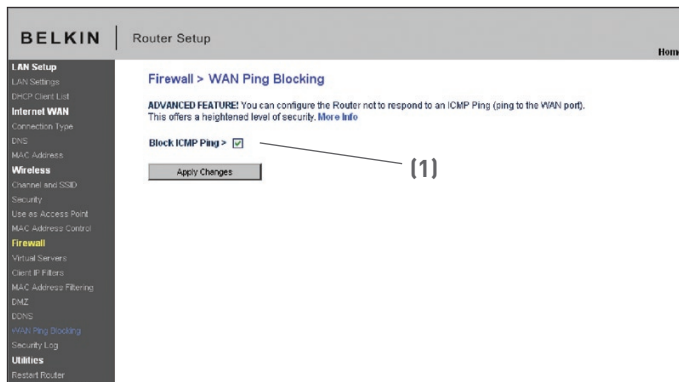 BELKIN
Router Setup
Home
LAN Setup
LAN Settings
DHCP Client List
Internet WAN
Connection Type
DNS
MAC Address
Wireless
Channel and SSID
Security
Use as Access Point
MAC Address Control
Firewall
Virtual Servers
Client IP Filters
MAC Address Filtering
DMZ
DDNS
WAN Ping Blocking
Security Log
Utilities
Restart Router
Firewall > WAN Ping Blocking
ADVANCED FEATURE! You can configure the Router not to respond to an ICMP Ping (ping to the WAN port).
This offers a heightened level of security. More Info
Block ICMP Ping >
(1)
Apply Changes